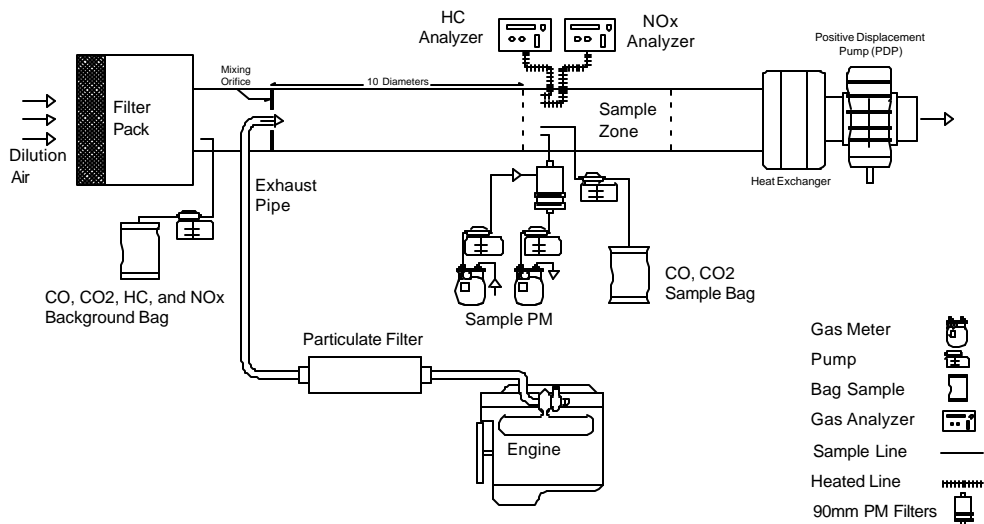 HC
Analyzer
NOx
Analyzer
Positive Displacement
Pump (PDP)
Mixing
Orifice
10 Diameters
Filter
Pack
Sample
Zone
Dilution
Air
Heat Exchanger
Exhaust
Pipe
CO, CO2, HC, and NOx
Background Bag
CO, CO2
Sample Bag
Sample PM
Particulate Filter
Engine
Gas Meter
Pump
Bag Sample
Gas Analyzer
Sample Line
Heated Line
90mm PM Filters